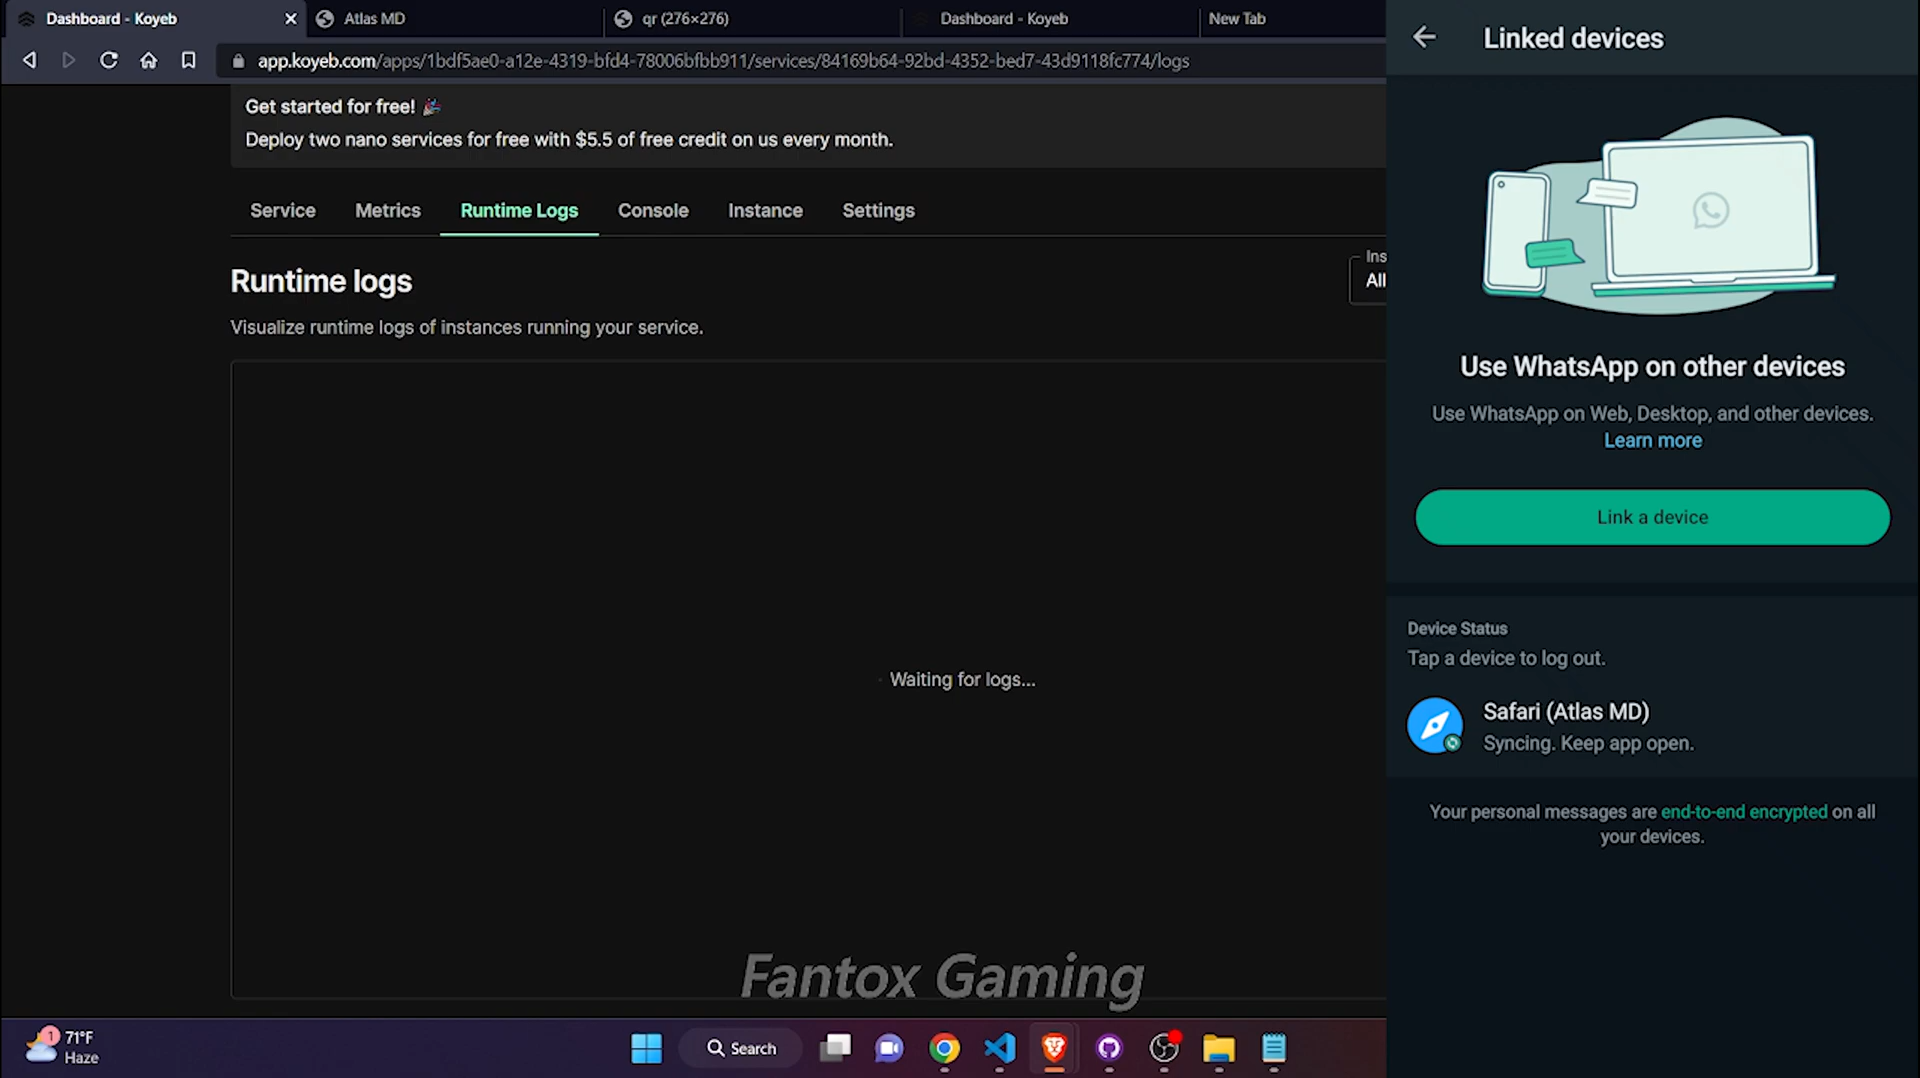 Dashboard - Koyeb
Atlas MD
qr (276×276)
Dashboard - Koyeb
New Tab
app.koyeb.com/apps/1bdf5ae0-a12e-4319-bfd4-78006bfbb911/services/84169b64-92bd-4352-bed7-43d9118fc774/logs
Get started for free! 🎉
Deploy two nano services for free with $5.5 of free credit on us every month.
Service
Metrics
Runtime Logs
Console
Instance
Settings
Runtime logs
Ins
All
Visualize runtime logs of instances running your service.
Waiting for logs...
Fantox Gaming
1
71°F
Haze
Search
Linked devices
Use WhatsApp on other devices
Use WhatsApp on Web, Desktop, and other devices.
Learn more
Link a device
Device Status
Tap a device to log out.
Safari (Atlas MD)
Syncing. Keep app open.
Your personal messages are end-to-end encrypted on all
your devices.